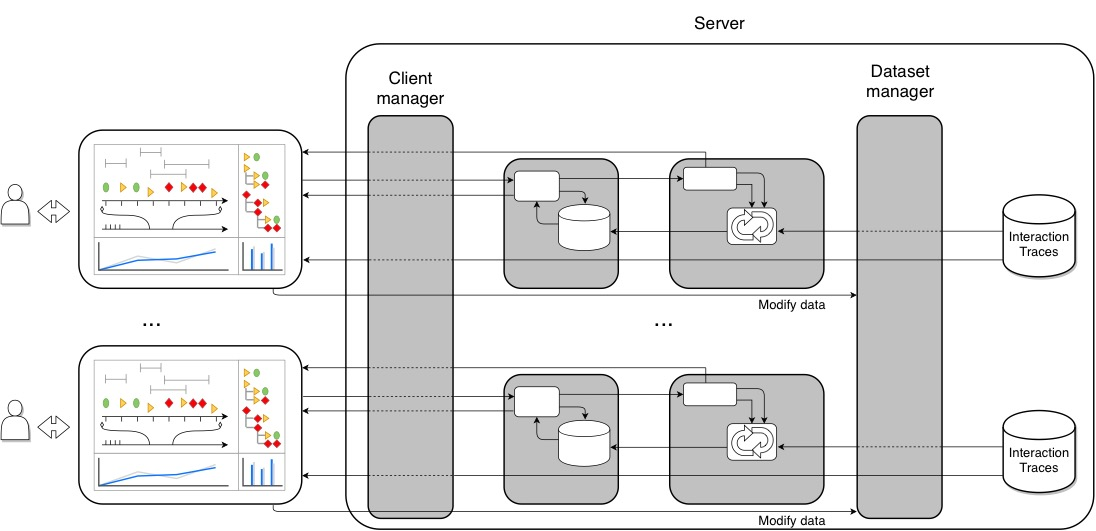 Server
Client
manager
Dataset
manager
Interaction
Traces
Modify data
...
...
Interaction
Traces
Modify data